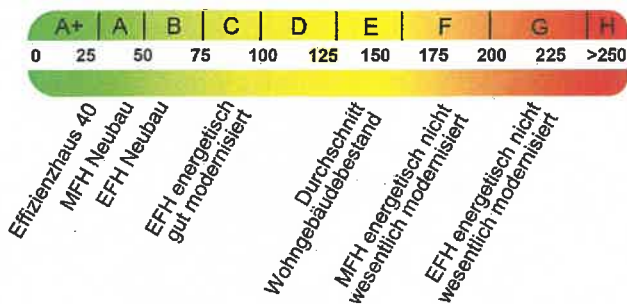 A+ A B C D E F G H
0 25 50 75 100 125 150 175 200 225 >250
Effizienzhaus 40
MFH Neubau
EFH Neubau
EFH energetisch
gut modernisiert
Durchschnitt
Wohngebäudebestand
MFH energetisch nicht
wesentlich modernisiert
EFH energetisch nicht
wesentlich modernisiert